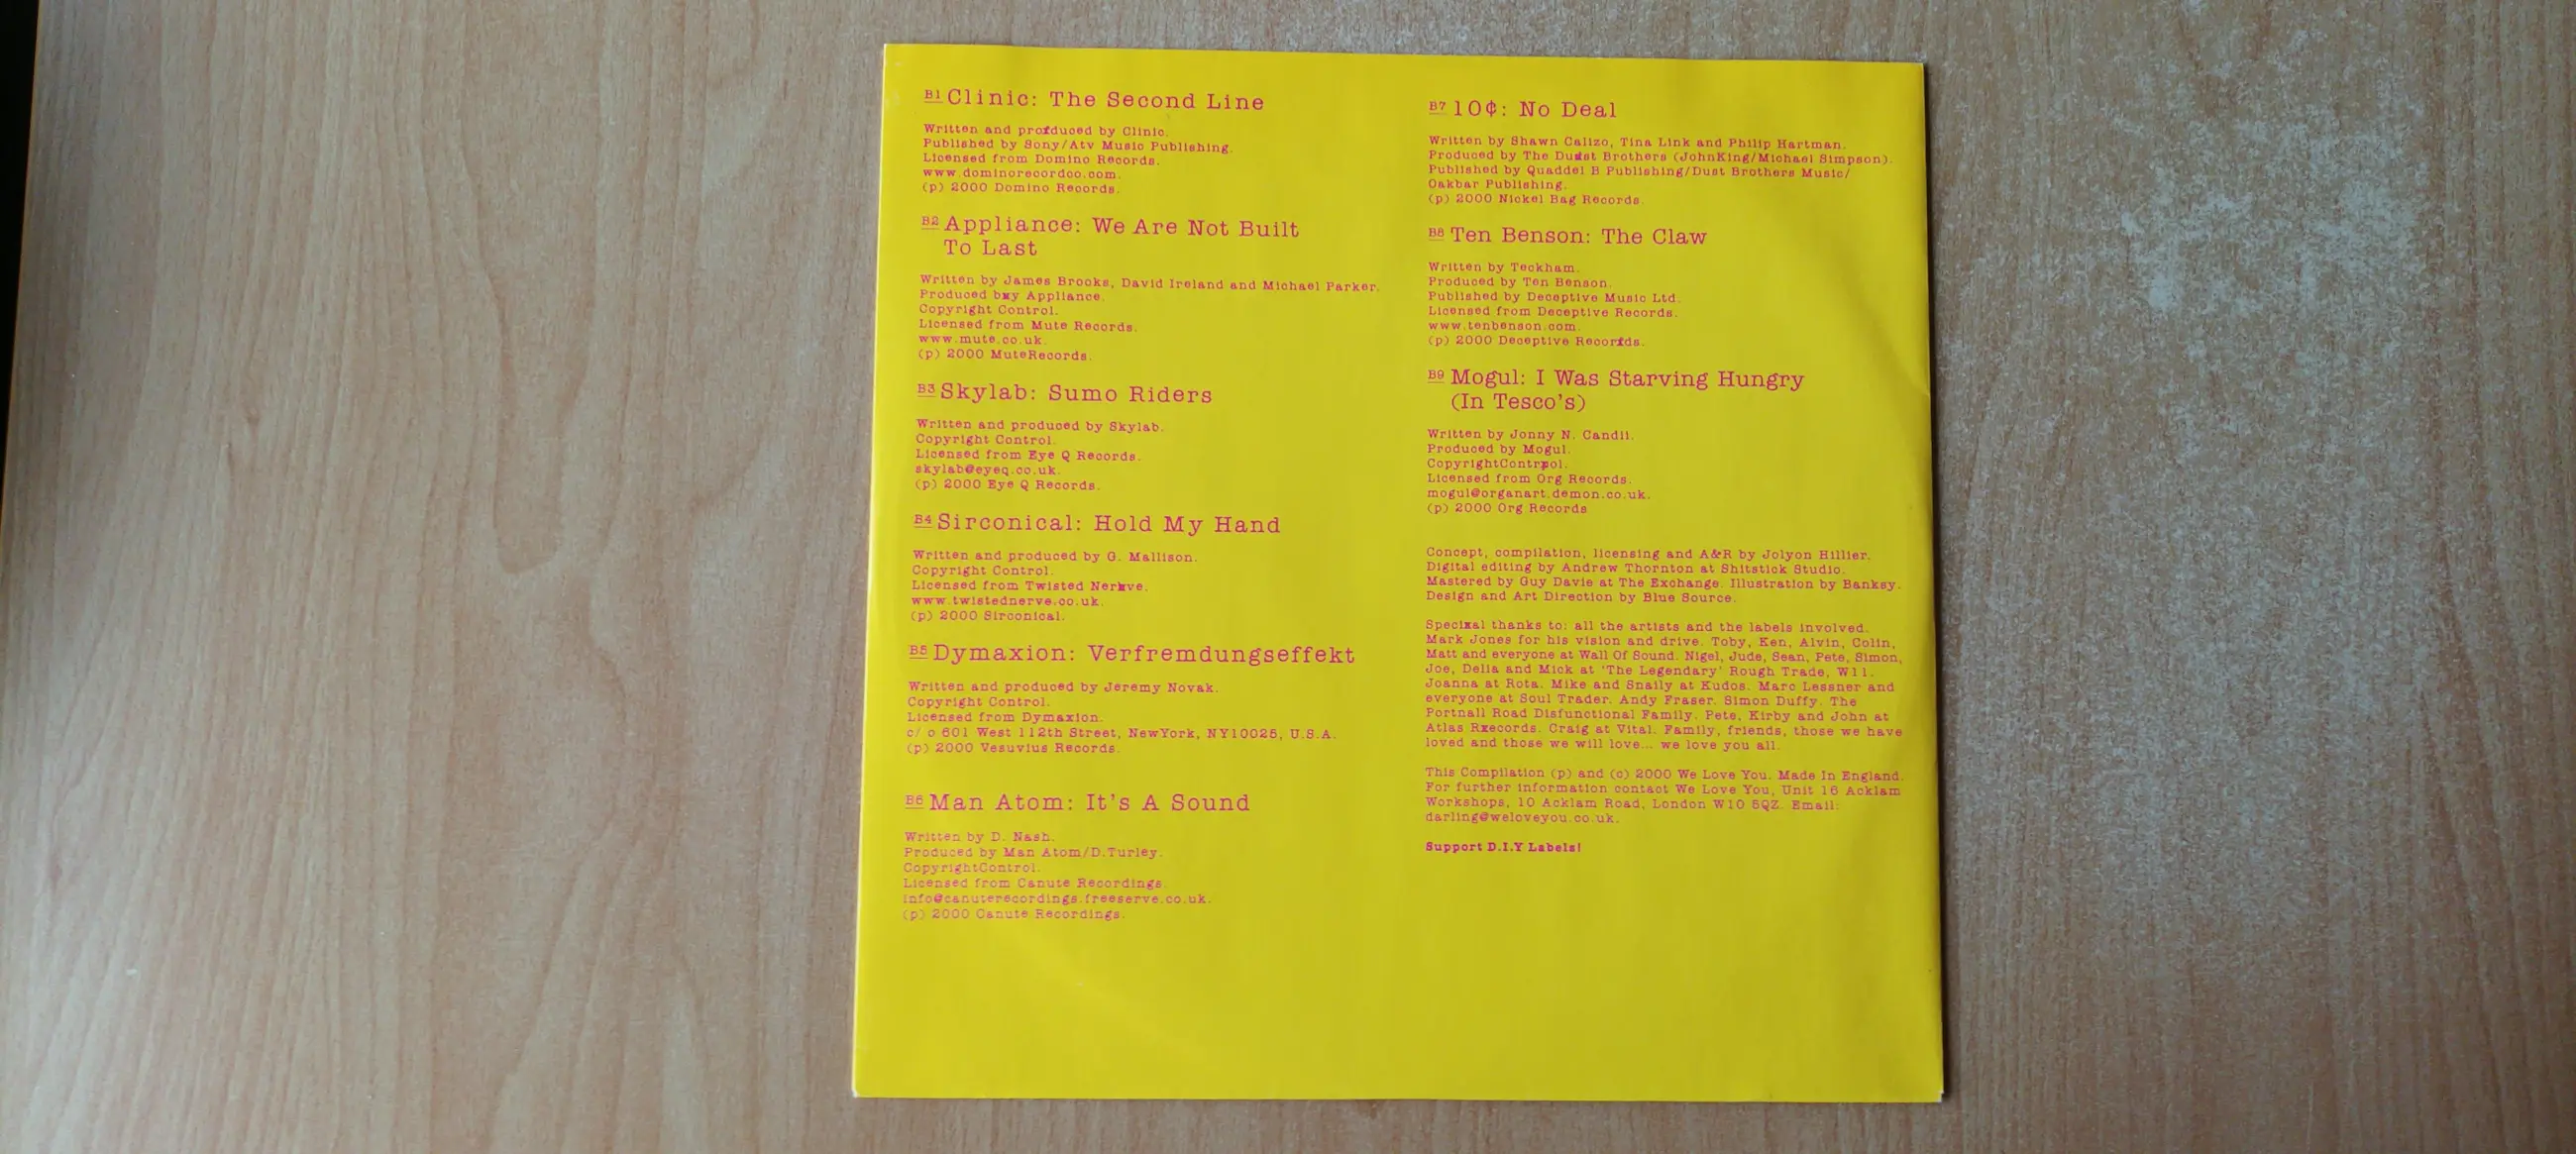 B1 Clinic: The Second Line
Written and profduced by Clinic.
Published by Sony/Atv Music Publishing.
Licensed from Domino Records.
www.dominorecordco.com.
(p) 2000 Domino Records.
B2 Appliance: We Are Not Built
To Last
Written by James Brooks, David Ireland and Michael Parker.
Produced bxy Appliance.
Copyright Control.
Licensed from Mute Records.
www.mute.co.uk.
(p) 2000 MuteRecords.
B3 Skylab: Sumo Riders
Written and produced by Skylab.
Copyright Control.
Licensed from Eye Q Records.
skylab@eyeq.co.uk.
(p) 2000 Eye Q Records.
B4 Sirconical: Hold My Hand
Written and produced by G. Mallison.
Copyright Control.
Licensed from Twisted Nerkve.
www.twistednerve.co.uk.
(p) 2000 Sirconical.
B5 Dymaxion: Verfremdungseffekt
Written and produced by Jeremy Novak.
Copyright Control.
Licensed from Dymaxion.
c/ o 601 West 112th Street, NewYork, NY10025, U.S.A.
(p) 2000 Vesuvius Records.
B6 Man Atom: It's A Sound
Written by D. Nash.
Produced by Man Atom/D.Turley.
CopyrightControl.
Licensed from Canute Recordings.
info@canuterecordings.freeserve.co.uk.
(p) 2000 Canute Recordings.
B7 10¢: No Deal
Written by Shawn Calizo, Tina Link and Philip Hartman.
Produced by The Dust Brothers (JohnKing/Michael Simpson).
Published by Quaddel B Publishing/Dust Brothers Music/
Oakbar Publishing.
(p) 2000 Nickel Bag Records.
B8 Ten Benson: The Claw
Written by Teckham.
Produced by Ten Benson.
Published by Deceptive Music Ltd.
Licensed from Deceptive Records.
www.tenbenson.com.
(p) 2000 Deceptive Recorfds.
B9 Mogul: I Was Starving Hungry
(In Tesco's)
Written by Jonny N. Candii.
Produced by Mogul.
CopyrightContrpol.
Licensed from Org Records.
mogul@organart.demon.co.uk.
(p) 2000 Org Records
Concept, compilation, licensing and A&R by Jolyon Hillier.
Digital editing by Andrew Thornton at Shitstick Studio.
Mastered by Guy Davie at The Exchange. Illustration by Banksy.
Design and Art Direction by Blue Source.
Specixal thanks to: all the artists and the labels involved.
Mark Jones for his vision and drive. Toby, Ken, Alvin, Colin,
Matt and everyone at Wall Of Sound. Nigel, Jude, Sean, Pete, Simon,
Joe, Delia and Mick at 'The Legendary' Rough Trade, W11.
Joanna at Rota. Mike and Snaily at Kudos. Marc Lessner and
everyone at Soul Trader. Andy Fraser. Simon Duffy. The
Portnall Road Disfunctional Family. Pete, Kirby and John at
Atlas Rxecords. Craig at Vital. Family, friends, those we have
loved and those we will love... we love you all.
This Compilation (p) and (c) 2000 We Love You. Made In England.
For further information contact We Love You, Unit 16 Acklam
Workshops, 10 Acklam Road, London W10 5QZ. Email:
darling@weloveyou.co.uk.
Support D.I.Y Labels!